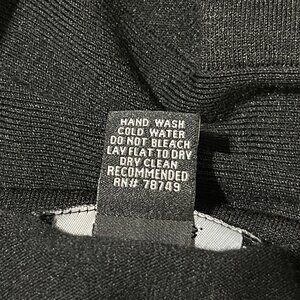 HAND WASH
COLD WATER
DO NOT BLEACH
LAY FLAT TO DRY
DRY CLEAN
RECOMMENDED
RN# 78749